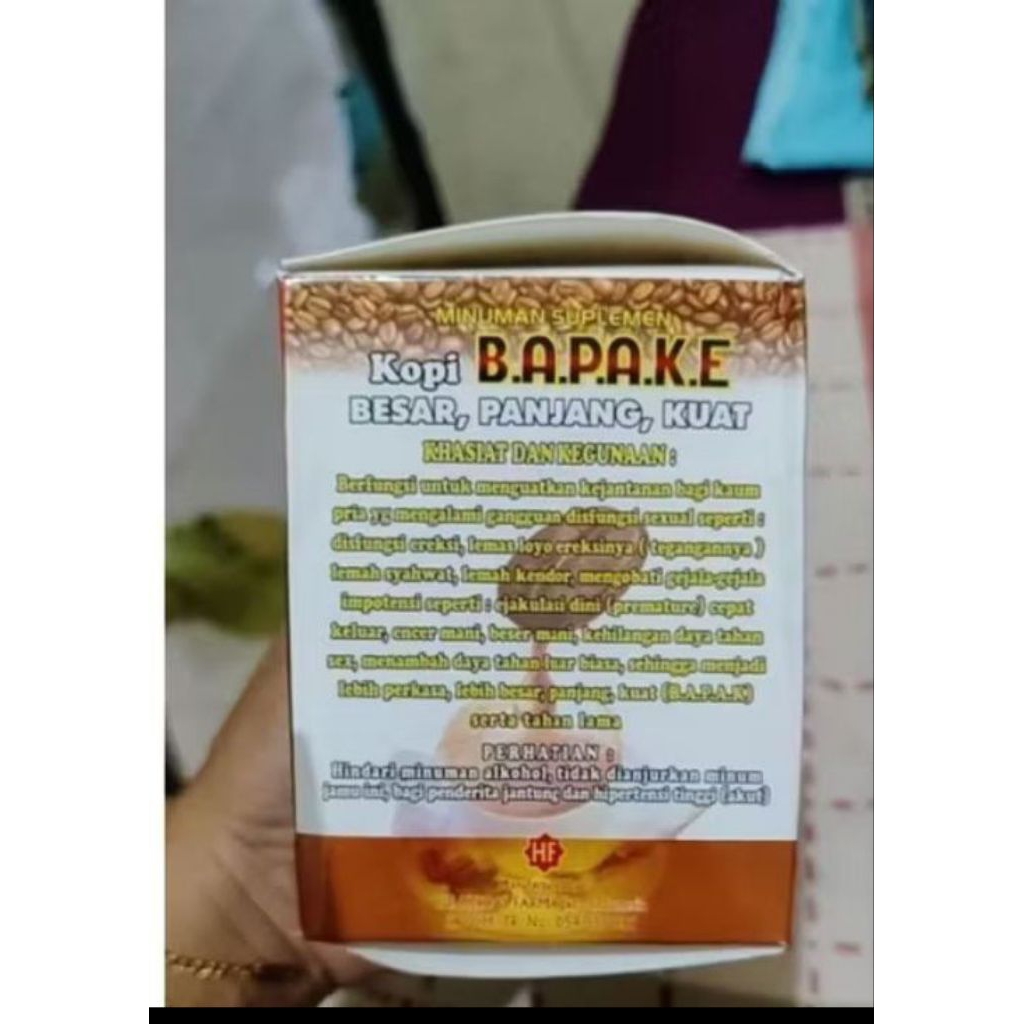 MINUMAN SUPLEMEN
Kopi B.A.P.A.K.E
BESAR, PANJANG, KUAT
KHASIAT DAN KEGUNAAN :
Berfungsi untuk menguatkan kejantanan bagi kaum
pria yg mengalami gangguan disfungsi sexual seperti :
disfungsi ereksi, lemas loyo ereksinya ( tegangannya )
lemah syahwat, lemah kendor, mengobati gejala-gejala
impotensi seperti : ejakulasi dini (premature) cepat
keluar, encer mani, beser mani, kehilangan daya tahan
sex, menambah daya tahan luar biasa, sehingga menjadi
lebih perkasa, lebih besar, panjang, kuat (B.A.P.A.K)
serta tahan lama
PERHATIAN :
Hindari minuman alkohol, tidak dianjurkan minum
jamu ini, bagi penderita jantung dan hipertensi tinggi (akut)
HF